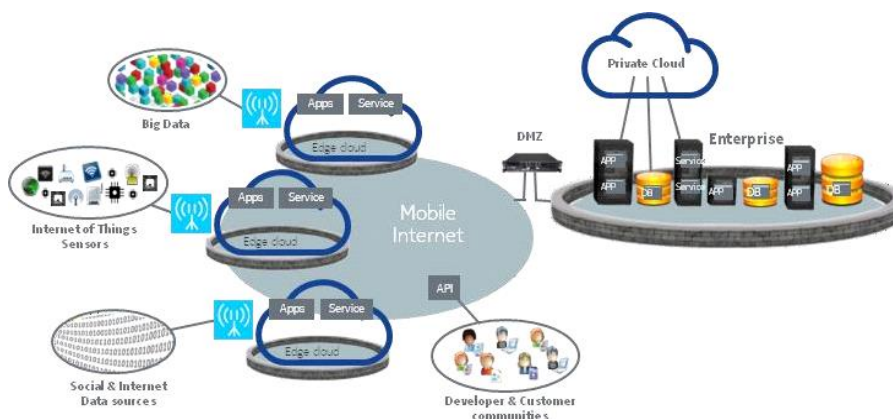 Private Cloud
Apps Service
Big Data
Edge cloud
DMZ
Enterprise
APP
Service
APP
APP
DB
Service
APP
DB
APP
DB
Apps Service
Mobile
Internet
Internet of Things
Sensors
Edge cloud
API
Apps Service
Edge cloud
Social & Internet
Data sources
Developer & Customer
communities